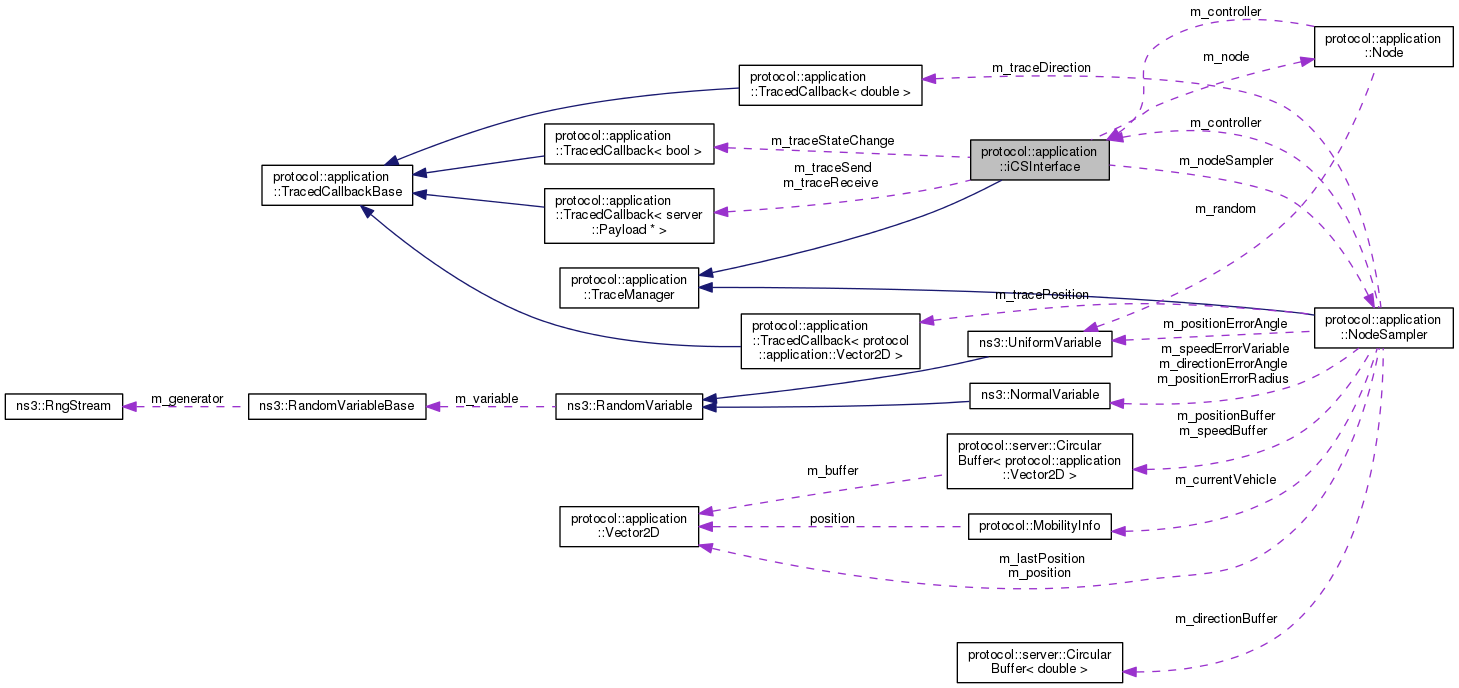 m_controller
protocol::application
::Node
m_node
m_traceDirection
protocol::application
::TracedCallback< double >
m_controller
protocol::application
::TracedCallback< bool >
m_traceStateChange
protocol::application
::iCSInterface
m_nodeSampler
m_traceSend
m_traceReceive
protocol::application
::TracedCallbackBase
protocol::application
::TracedCallback< server
::Payload * >
m_random
protocol::application
::TraceManager
m_tracePosition
protocol::application
::TracedCallback< protocol
::application::Vector2D >
m_positionErrorAngle
protocol::application
::NodeSampler
ns3::UniformVariable
m_speedErrorVariable
m_directionErrorAngle
m_positionErrorRadius
ns3::RngStream
m_generator
ns3::RandomVariableBase
m_variable
ns3::RandomVariable
ns3::NormalVariable
m_positionBuffer
m_speedBuffer
protocol::server::Circular
Buffer< protocol::application
::Vector2D >
m_buffer
m_currentVehicle
protocol::application
::Vector2D
position
protocol::MobilityInfo
m_lastPosition
m_position
m_directionBuffer
protocol::server::Circular
Buffer< double >